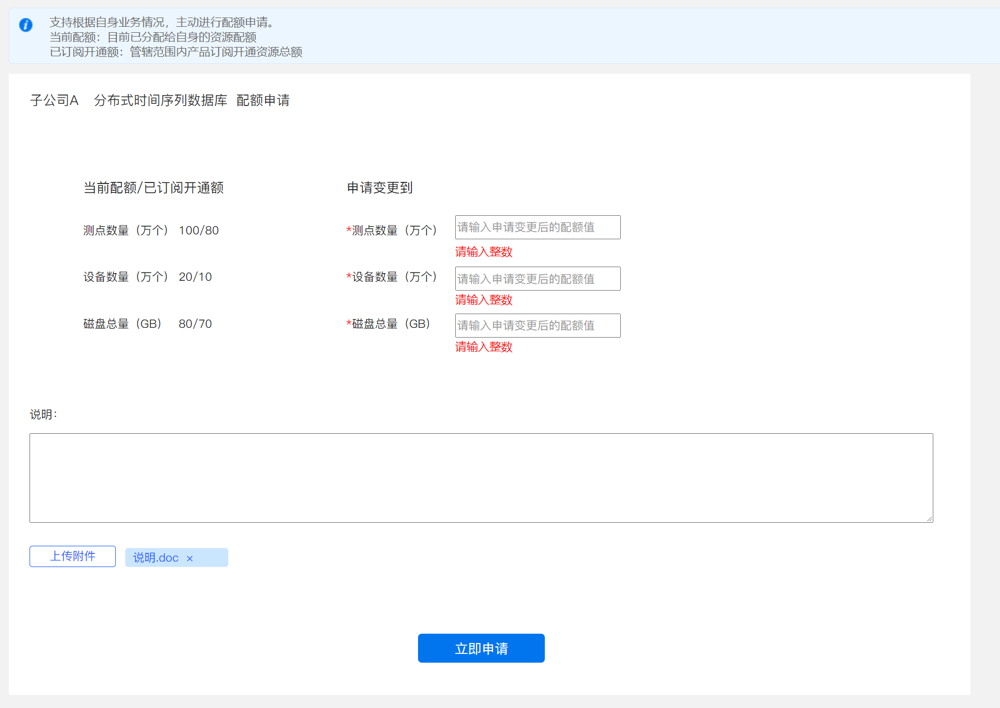 支持根据自身业务情况，主动进行配额申请。
当前配额：目前已分配给自身的资源配额
已订阅开通额：管辖范围内产品订阅开通资源总额
子公司A 分布式时间序列数据库 配额申请
当前配额/已订阅开通额 申请变更到
测点数量（万个） 100/80 *测点数量（万个） 请输入申请变更后的配额值
请输入整数
设备数量（万个） 20/10 *设备数量（万个） 请输入申请变更后的配额值
请输入整数
磁盘总量（GB） 80/70 *磁盘总量（GB） 请输入申请变更后的配额值
请输入整数
说明：
上传附件 说明.doc ×
立即申请